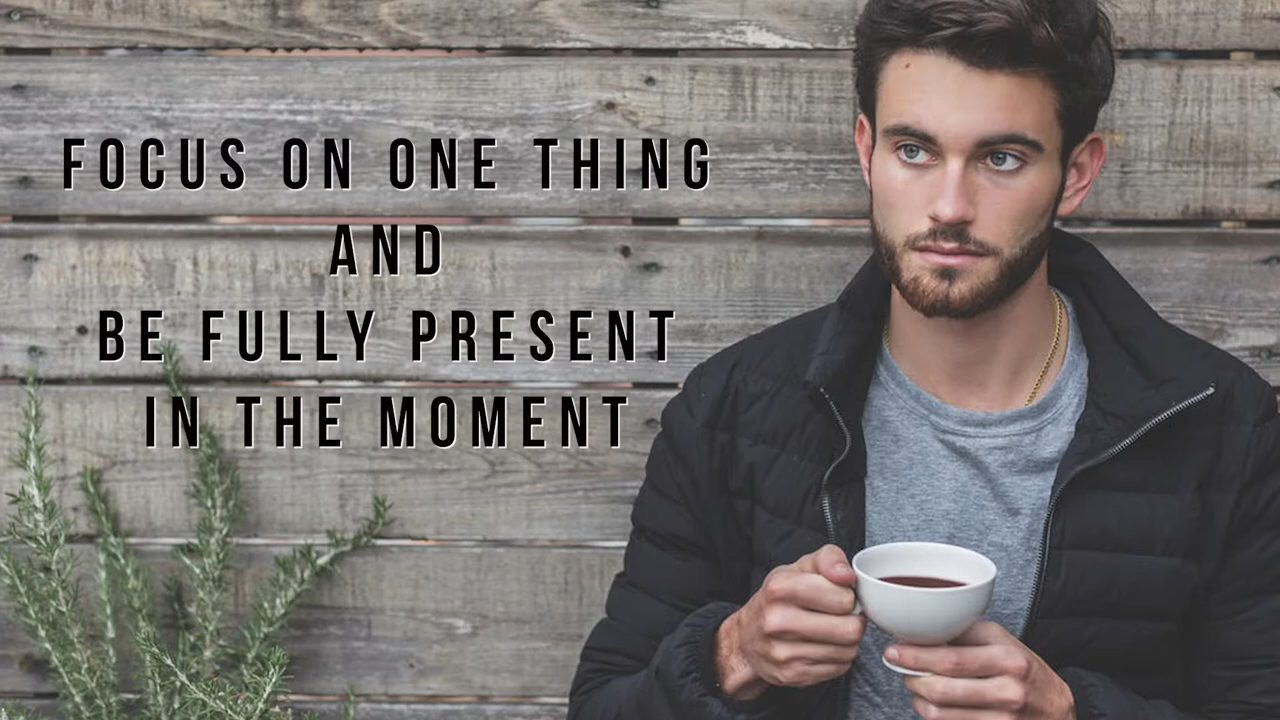 FOCUS ON ONE THING
AND
BE FULLY PRESENT
IN THE MOMENT